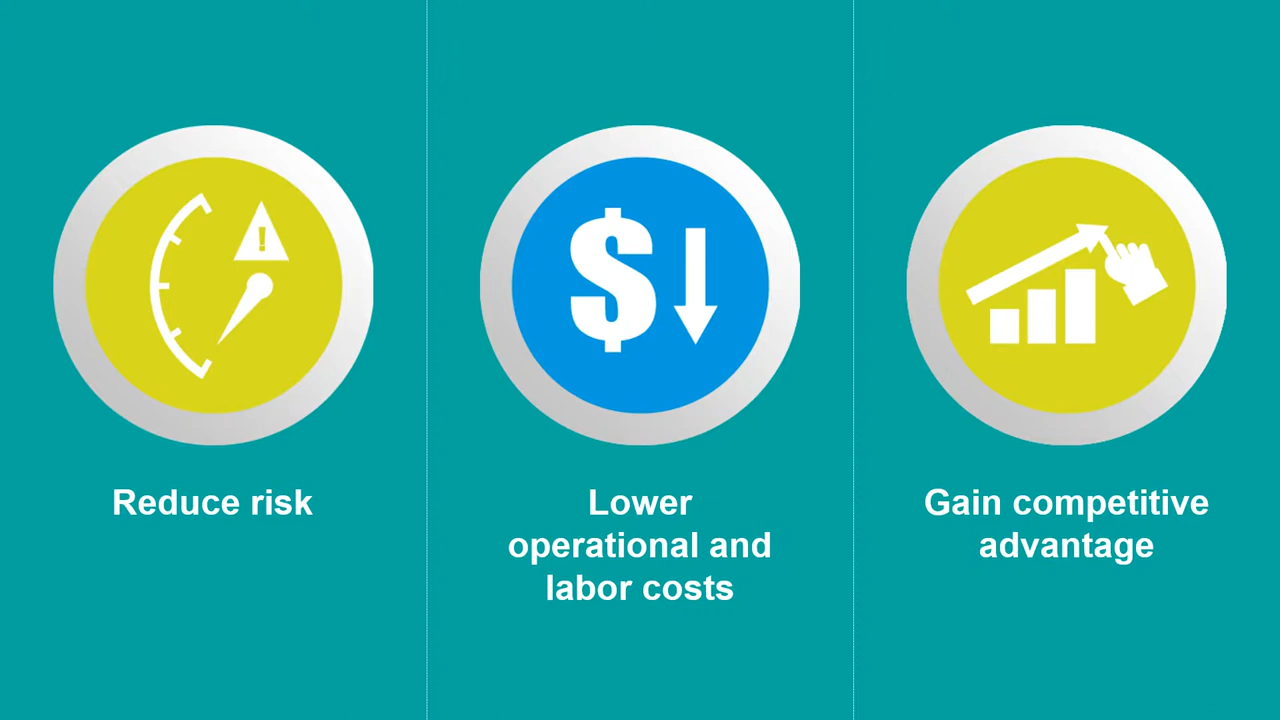 Reduce risk
Lower
operational and
labor costs
Gain competitive
advantage